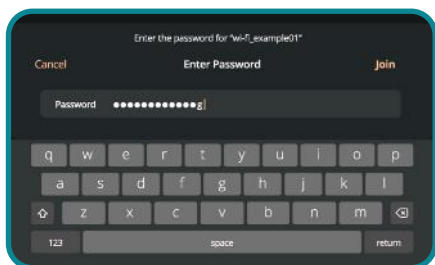 Enter the password for "wi-fi_example01"
Cancel Enter Password Join
Password ••••••••••••g
q w e r t y u i o p
a s d f g h j k l
z x c v b n m
123 space return